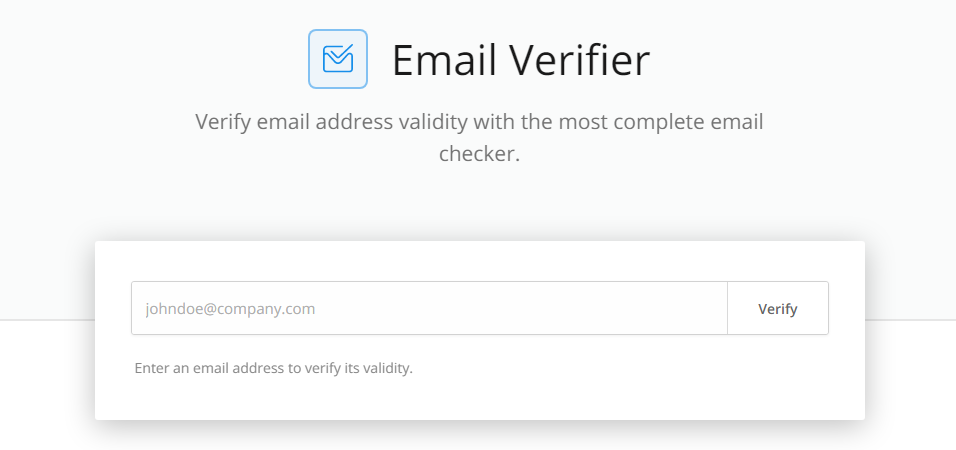 Email Verifier
Verify email address validity with the most complete email
checker.
johndoe@company.com
Verify
Enter an email address to verify its validity.